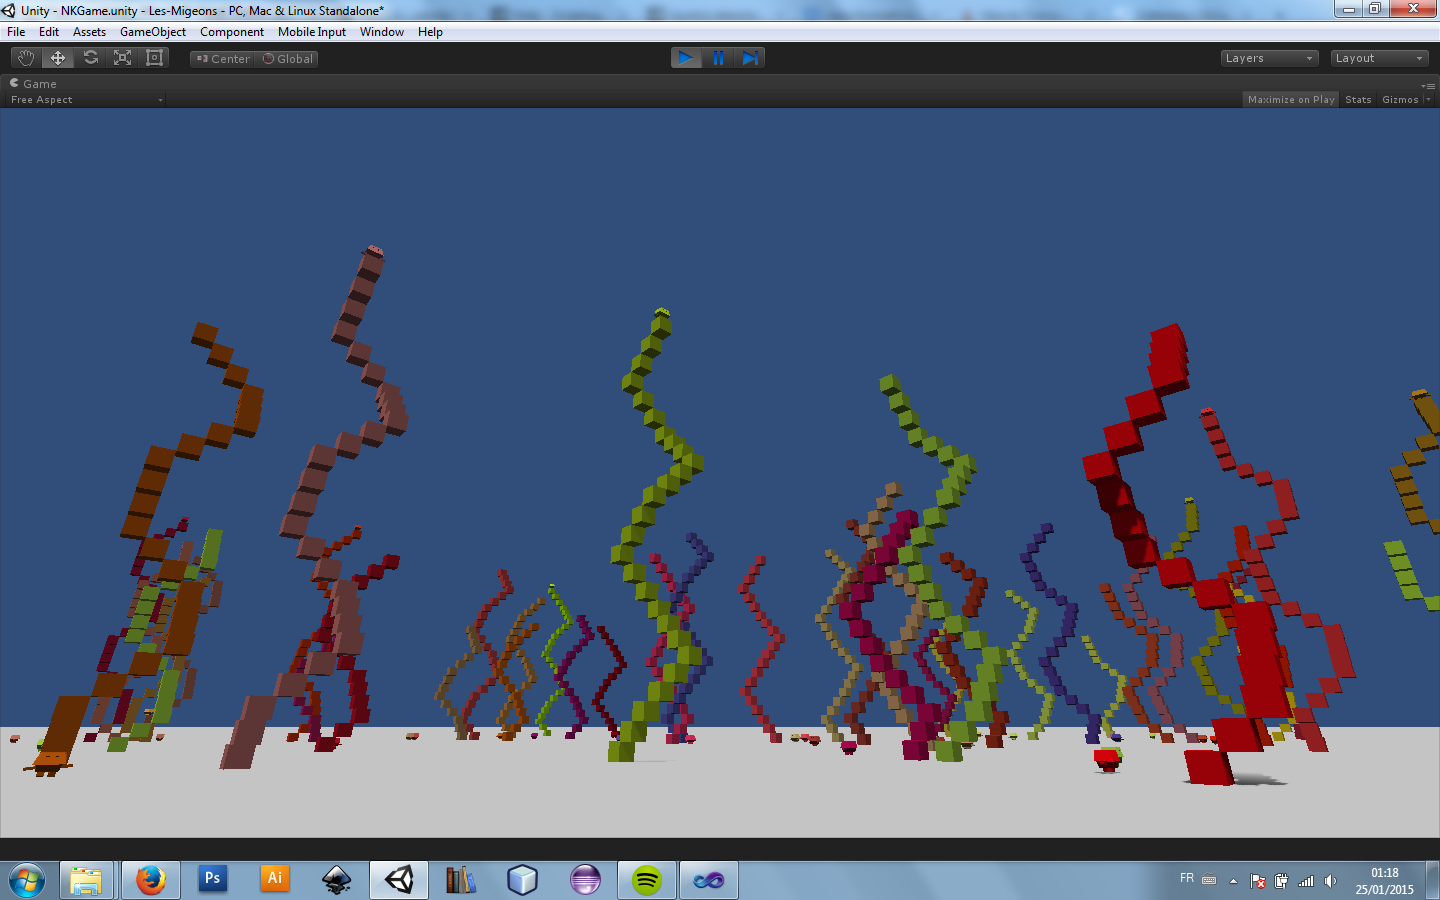 Unity - NKGame.unity - Les-Migeons - PC, Mac & Linux Standalone*
File Edit Assets GameObject Component Mobile Input Window Help
Center Global Layers Layout
Game
Free Aspect Maximize on Play Stats Gizmos
Ps Ai FR 01:18
25/01/2015